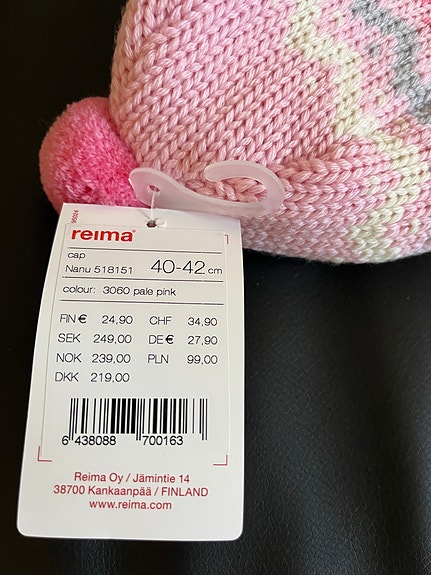 90024
reima®
cap
Nanu 518151 40-42 cm
colour: 3060 pale pink
FIN € 24,90 CHF 34,90
SEK 249,00 DE € 27,90
NOK 239,00 PLN 99,00
DKK 219,00
6 438088 700163
Reima Oy / Jämintie 14
38700 Kankaanpää / FINLAND
www.reima.com